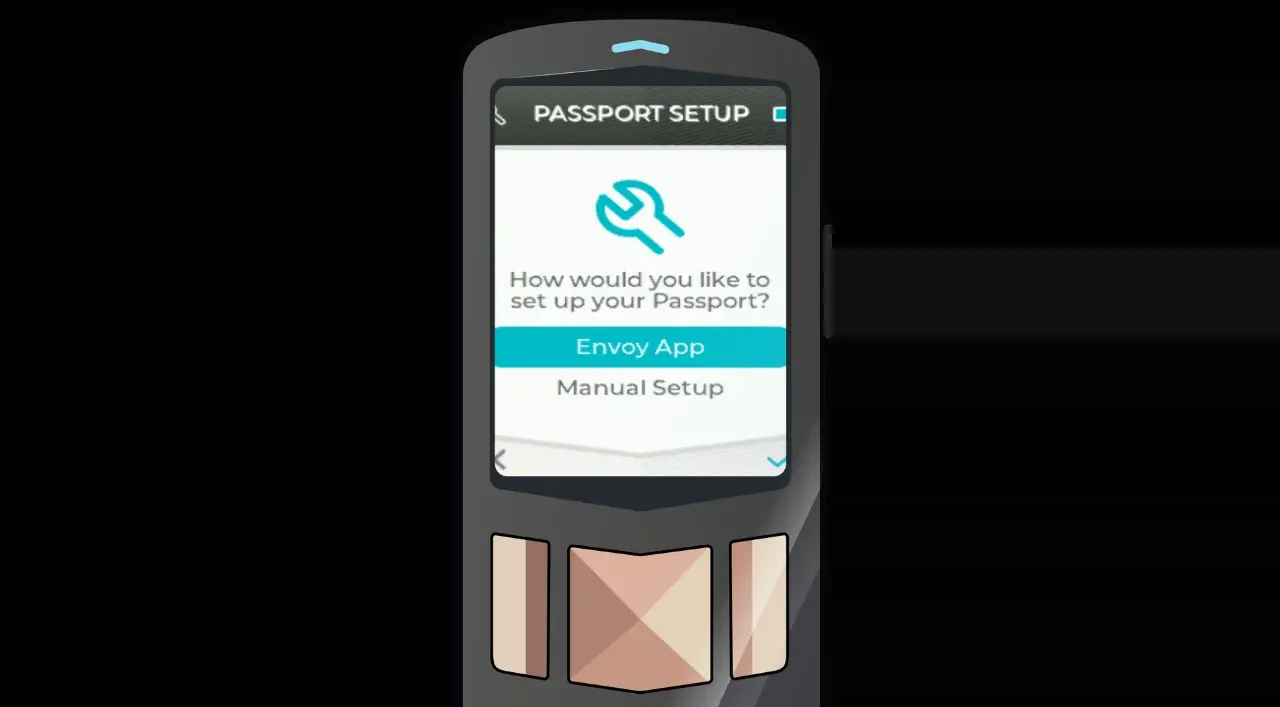 PASSPORT SETUP
How would you like to
set up your Passport?
Envoy App
Manual Setup